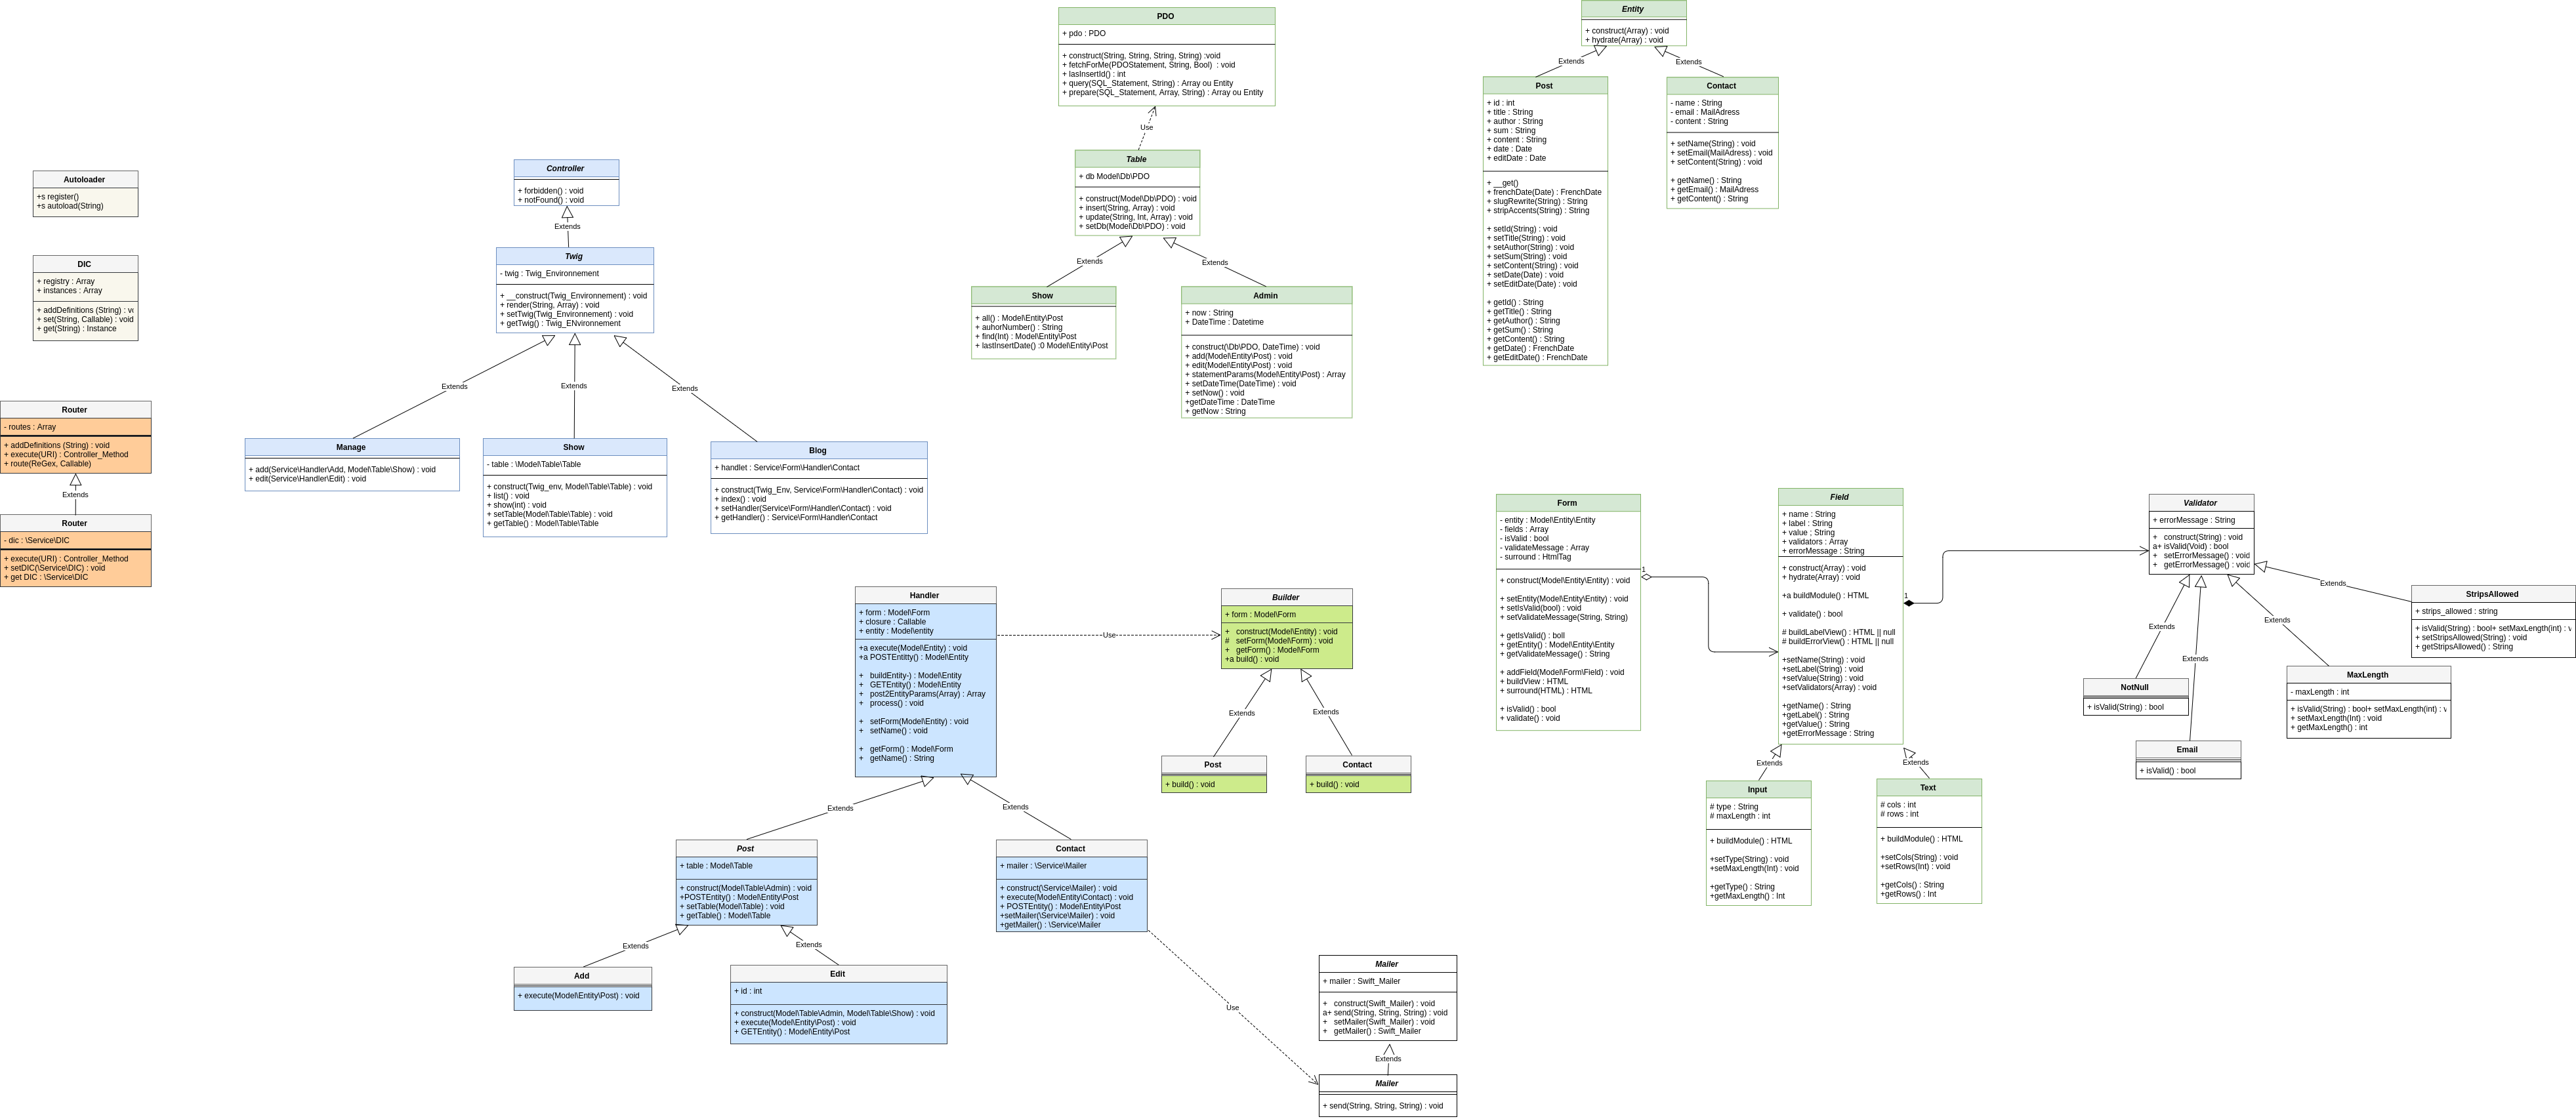 PDO
+ pdo : PDO
+ construct(String, String, String, String) :void
+ fetchForMe(PDOStatement, String, Bool)  : void
+ lasInsertId() : int
+ query(SQL_Statement, String) : Array ou Entity
+ prepare(SQL_Statement, Array, String) : Array ou Entity
Use
Table
+ db Model\Db\PDO
+ construct(Model\Db\PDO) : void
+ insert(String, Array) : void
+ update(String, Int, Array) : void
+ setDb(Model\Db\PDO) : void
Extends
Extends
Show
+ all() : Model\Entity\Post
+ auhorNumber() : String
+ find(Int) : Model\Entity\Post
+ lastInsertDate() :0 Model\Entity\Post
Admin
+ now : String
+ DateTime : Datetime
+ construct(\Db\PDO, DateTime) : void
+ add(Model\Entity\Post) : void
+ edit(Model\Entity\Post) : void
+ statementParams(Model\Entity\Post) : Array
+ setDateTime(DateTime) : void
+ setNow() : void
+getDateTime : DateTime
+ getNow : String
Entity
+ construct(Array) : void
+ hydrate(Array) : void
Extends
Extends
Post
+ id : int
+ title : String
+ author : String
+ sum : String
+ content : String
+ date : Date
+ editDate : Date
+ __get()
+ frenchDate(Date) : FrenchDate
+ slugRewrite(String) : String
+ stripAccents(String) : String
+ setId(String) : void
+ setTitle(String) : void
+ setAuthor(String) : void
+ setSum(String) : void
+ setContent(String) : void
+ setDate(Date) : void
+ setEditDate(Date) : void
+ getId() : String
+ getTitle() : String
+ getAuthor() : String
+ getSum() : String
+ getContent() : String
+ getDate() : FrenchDate
+ getEditDate() : FrenchDate
Contact
- name : String
- email : MailAdress
- content : String
+ setName(String) : void
+ setEmail(MailAdress) : void
+ setContent(String) : void
+ getName() : String
+ getEmail() : MailAdress
+ getContent() : String
Autoloader
+s register()
+s autoload(String)
DIC
+ registry : Array
+ instances : Array
+ addDefinitions (String) : vo
+ set(String, Callable) : void
+ get(String) : Instance
Router
- routes : Array
+ addDefinitions (String) : void
+ execute(URI) : Controller_Method
+ route(ReGex, Callable)
Extends
Router
- dic : \Service\DIC
+ execute(URI) : Controller_Method
+ setDIC(\Service\DIC) : void
+ get DIC : \Service\DIC
Controller
+ forbidden() : void
+ notFound() : void
Extends
Twig
- twig : Twig_Environnement
+ __construct(Twig_Environnement) : void
+ render(String, Array) : void
+ setTwig(Twig_Environnement) : void
+ getTwig() : Twig_ENvironnement
Extends
Extends
Extends
Manage
+ add(Service\Handler\Add, Model\Table\Show) : void
+ edit(Service\Handler\Edit) : void
Show
- table : \Model\Table\Table
+ construct(Twig_env, Model\Table\Table) : void
+ list() : void
+ show(int) : void
+ setTable(Model\Table\Table) : void
+ getTable() : Model\Table\Table
Blog
+ handlet : Service\Form\Handler\Contact
+ construct(Twig_Env, Service\Form\Handler\Contact) : void
+ index() : void
+ setHandler(Service\Form\Handler\Contact) : void
+ getHandler() : Service\Form\Handler\Contact
Handler
+ form : Model\Form
+ closure : Callable
+ entity : Model\entity
+a execute(Model\Entity) : void
+a POSTEntitty() : Model\Entity
+   buildEntity-) : Model\Entity
+   GETEntity() : Model\Entity
+   post2EntityParams(Array) : Array
+   process() : void
+   setForm(Model\Entity) : void
+   setName() : void
+   getForm() : Model\Form
+   getName() : String
Use
Builder
+ form : Model\Form
+   construct(Model\Entity) : void
#   setForm(Model\Form) : void
+   getForm() : Model\Form
+a build() : void
Extends
Extends
Post
+ build() : void
Contact
+ build() : void
Extends
Extends
Post
+ table : Model\Table
+ construct(Model\Table\Admin) : void
+POSTEntity() : Model\Entity\Post
+ setTable(Model\Table) : void
+ getTable() : Model\Table
Contact
+ mailer : \Service\Mailer
+ construct(\Service\Mailer) : void
+ execute(Model\Entity\Contact) : void
+ POSTEntity() : Model\Entity\Post
+setMailer(\Service\Mailer) : void
+getMailer() : \Service\Mailer
Extends
Extends
Add
+ execute(Model\Entity\Post) : void
Edit
+ id : int
+ construct(Model\Table\Admin, Model\Table\Show) : void
+ execute(Model\Entity\Post) : void
+ GETEntity() : Model\Entity\Post
Use
Mailer
+ mailer : Swift_Mailer
+   construct(Swift_Mailer) : void
a+ send(String, String, String) : void
+   setMailer(Swift_Mailer) : void
+   getMailer() : Swift_Mailer
Extends
Mailer
+ send(String, String, String) : void
Form
- entity : Model\Entity\Entity
- fields : Array
- isValid : bool
- validateMessage : Array
- surround : HtmlTag
+ construct(Model\Entity\Entity) : void
+ setEntity(Model\Entity\Entity) : void
+ setIsValid(bool) : void
+ setValidateMessage(String, String)
+ getIsValid() : boll
+ getEntity() : Model\Entity\Entity
+ getValidateMessage() : String
+ addField(Model\Form\Field) : void
+ buildView : HTML
+ surround(HTML) : HTML
+ isValid() : bool
+ validate() : void
1
Field
+ name : String
+ label : String
+ value ; String
+ validators : Array
+ errorMessage : String
+ construct(Array) : void
+ hydrate(Array) : void
+a buildModule() : HTML
+ validate() : bool
# buildLabelView() : HTML || null
# buildErrorView() : HTML || null
+setName(String) : void
+setLabel(String) : void
+setValue(String) : void
+setValidators(Array) : void
+getName() : String
+getLabel() : String
+getValue() : String
+getErrorMessage : String
1
Extends
Extends
Input
# type : String
# maxLength : int
+ buildModule() : HTML
+setType(String) : void
+setMaxLength(Int) : void
+getType() : String
+getMaxLength() : Int
Text
# cols : int
# rows : int
+ buildModule() : HTML
+setCols(String) : void
+setRows(Int) : void
+getCols() : String
+getRows() : Int
Validator
+ errorMessage : String
+   construct(String) : void
a+ isValid(Void) : bool
+   setErrorMessage() : void
+   getErrorMessage() : void
Extends
Extends
Extends
Extends
StripsAllowed
+ strips_allowed : string
+ isValid(String) : bool+ setMaxLength(int) : v
+ setStripsAllowed(String) : void
+ getStripsAllowed() : String
MaxLength
- maxLength : int
+ isValid(String) : bool+ setMaxLength(int) : v
+ setMaxLength(Int) : void
+ getMaxLength() : int
NotNull
+ isValid(String) : bool
Email
+ isValid() : bool